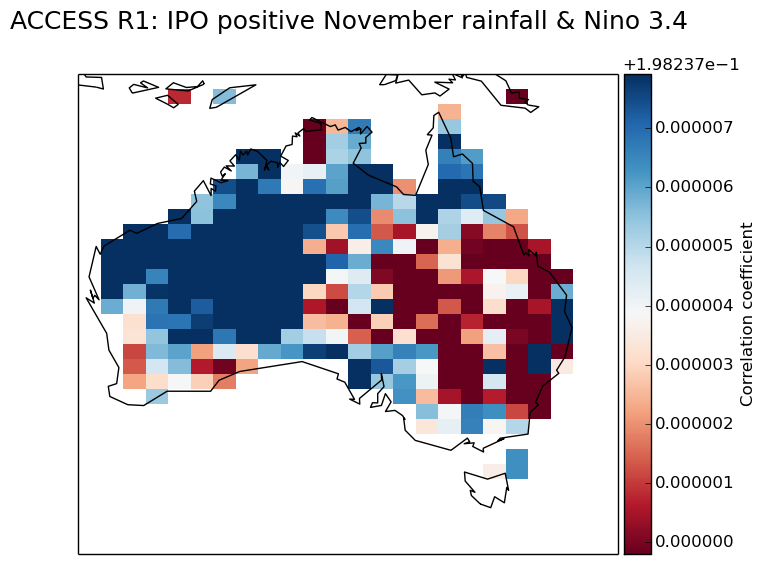 ACCESS R1: IPO positive November rainfall & Nino 3.4
+1.98237e−1
0.000007
0.000006
0.000005
0.000004
0.000003
0.000002
0.000001
0.000000
Correlation coefficient